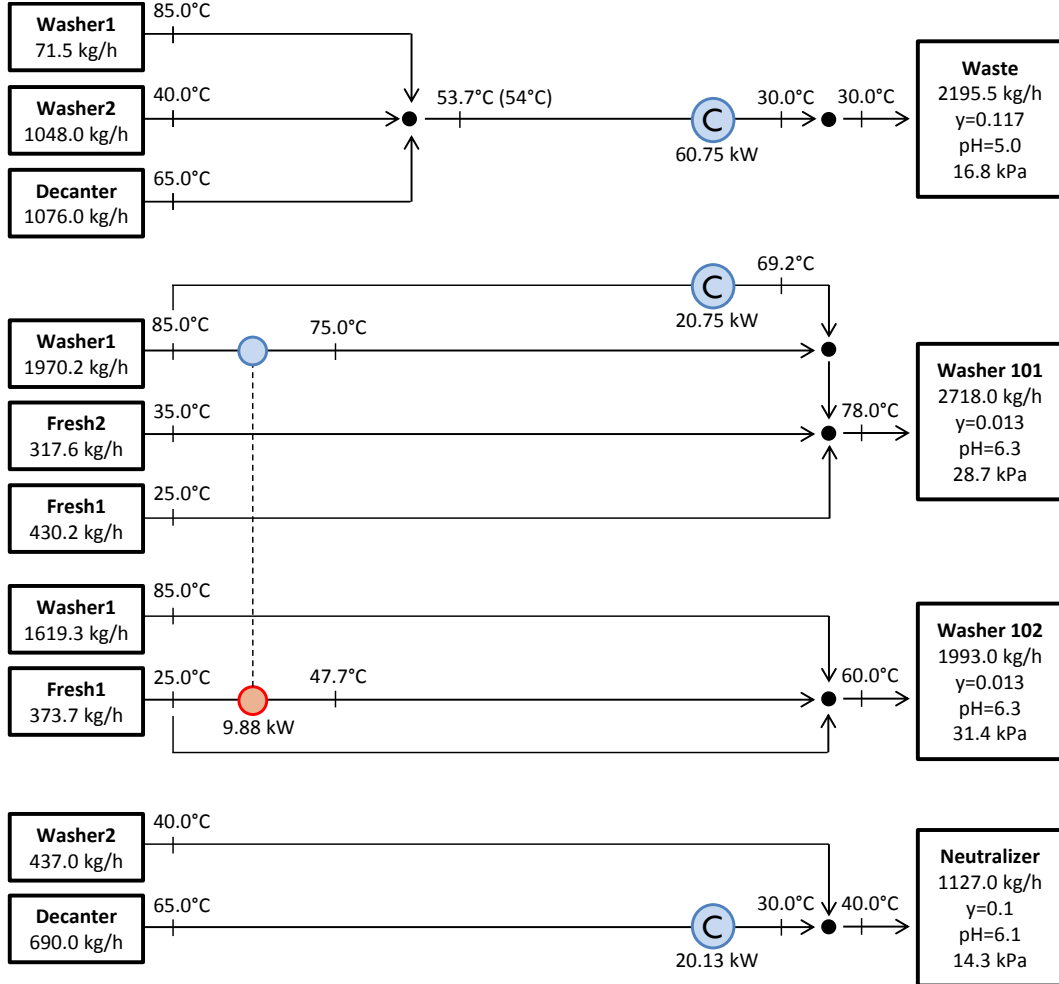 Washer1
71.5 kg/h
85.0°C
Washer2
1048.0 kg/h
40.0°C
Decanter
1076.0 kg/h
65.0°C
53.7°C (54°C)
C
60.75 kW
30.0°C
30.0°C
Waste
2195.5 kg/h
y=0.117
pH=5.0
16.8 kPa
C
20.75 kW
69.2°C
Washer1
1970.2 kg/h
85.0°C
75.0°C
Fresh2
317.6 kg/h
35.0°C
Fresh1
430.2 kg/h
25.0°C
78.0°C
Washer 101
2718.0 kg/h
y=0.013
pH=6.3
28.7 kPa
Washer1
1619.3 kg/h
85.0°C
Fresh1
373.7 kg/h
25.0°C
9.88 kW
47.7°C
60.0°C
Washer 102
1993.0 kg/h
y=0.013
pH=6.3
31.4 kPa
Washer2
437.0 kg/h
40.0°C
Decanter
690.0 kg/h
65.0°C
C
20.13 kW
30.0°C
40.0°C
Neutralizer
1127.0 kg/h
y=0.1
pH=6.1
14.3 kPa